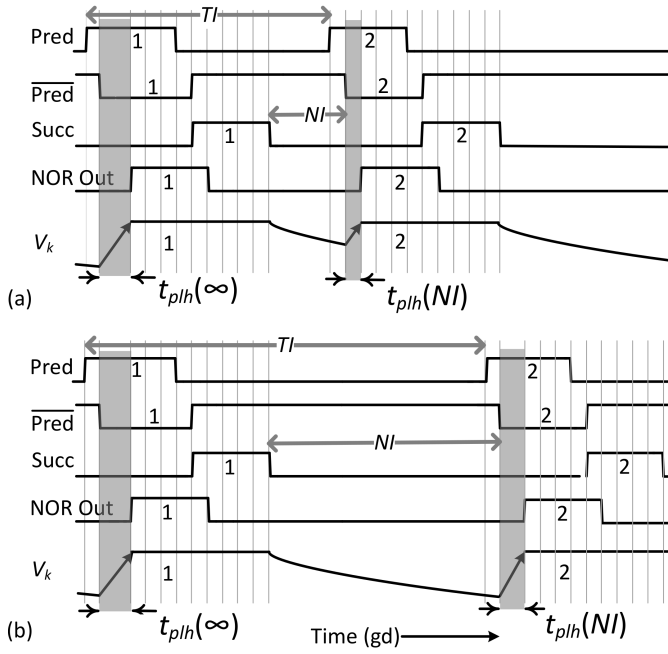 TI
Pred 1 2
Pred 1 2
NI
Succ 1 2
NOR Out 1 2
Vk 1 2
(a) tplh(∞) tplh(NI)
TI
Pred 1 2
Pred 1 2
NI
Succ 1 2
NOR Out 1 2
Vk 1 2
(b) tplh(∞) Time (gd) tplh(NI)